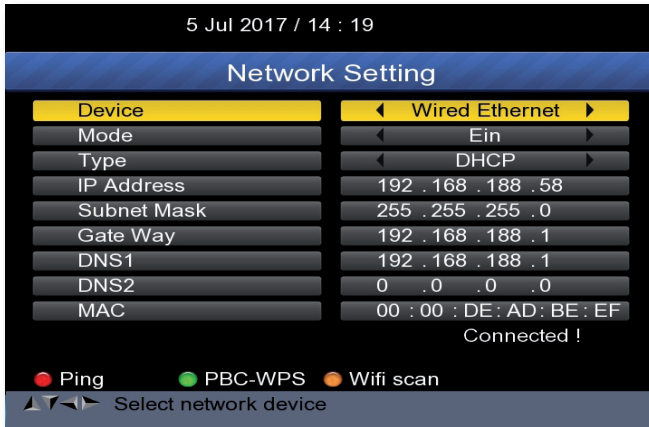 5 Jul 2017 / 14 : 19
Network Setting
Device Wired Ethernet
Mode Ein
Type DHCP
IP Address 192 .168 .188 .58
Subnet Mask 255 .255 .255 .0
Gate Way 192 .168 .188 .1
DNS1 192 .168 .188 .1
DNS2 0 .0 .0 .0
MAC 00 : 00 : DE : AD : BE : EF
Connected !
Ping PBC-WPS Wifi scan
Select network device